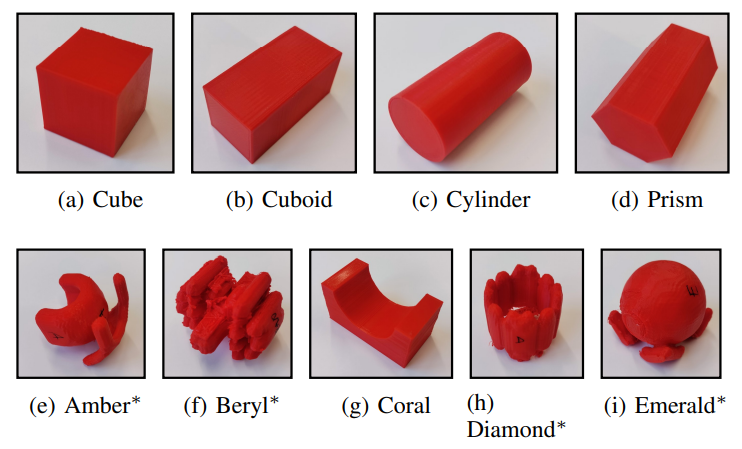 (a) Cube
(b) Cuboid
(c) Cylinder
(d) Prism
(e) Amber*
(f) Beryl*
(g) Coral
(h)
Diamond*
(i) Emerald*